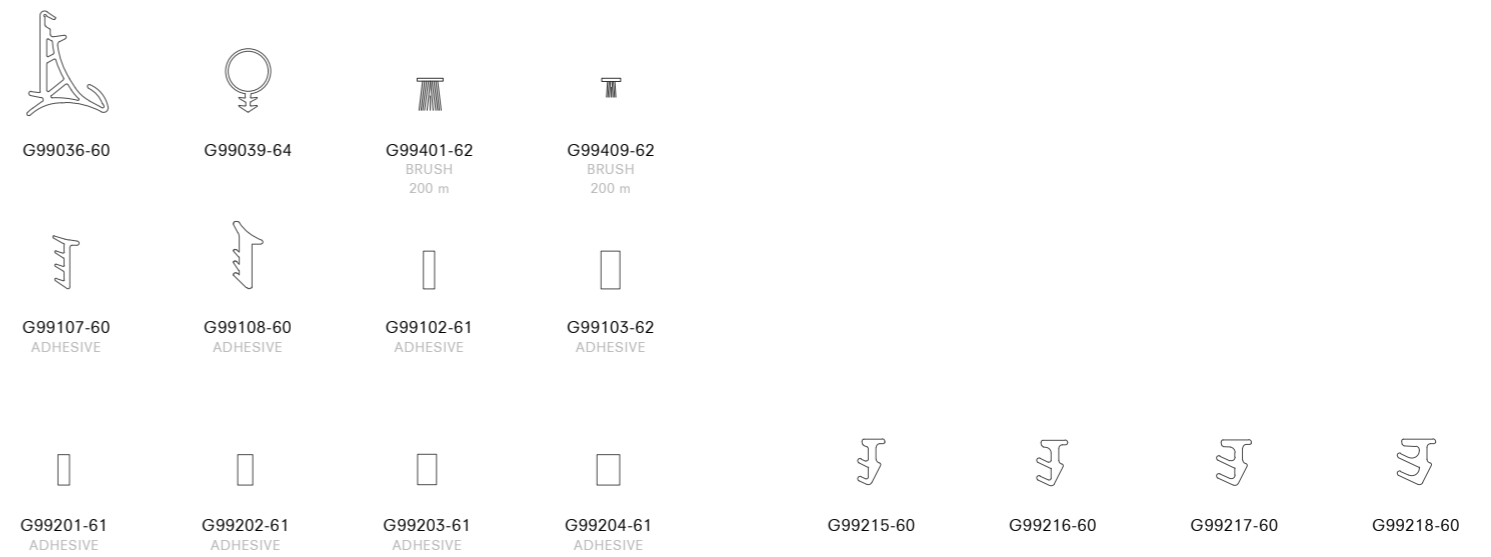 G99036-60 G99039-64 G99401-62 G99409-62
BRUSH BRUSH
200 m 200 m
G99107-60 G99108-60 G99102-61 G99103-62
ADHESIVE ADHESIVE ADHESIVE ADHESIVE
G99201-61 G99202-61 G99203-61 G99204-61 G99215-60 G99216-60 G99217-60 G99218-60
ADHESIVE ADHESIVE ADHESIVE ADHESIVE